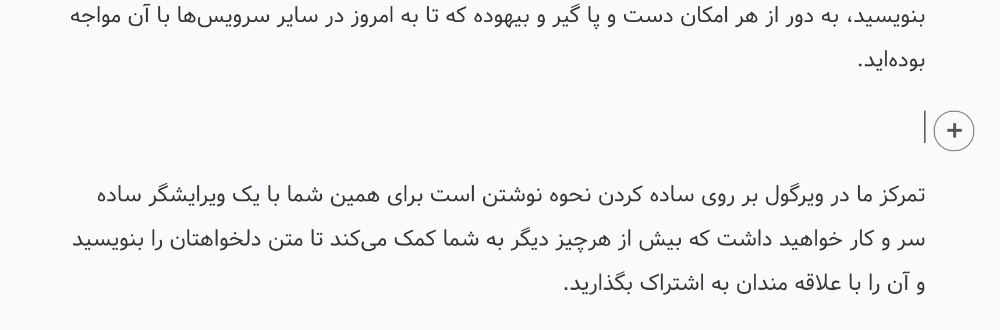 بنویسید، به دور از هر امکان دست و پا گیر و بیهوده که تا به امروز در سایر سرویس‌ها با آن مواجه
بوده‌اید.
تمرکز ما در ویرگول بر روی ساده کردن نحوه نوشتن است برای همین شما با یک ویرایشگر ساده
سر و کار خواهید داشت که بیش از هرچیز دیگر به شما کمک می‌کند تا متن دلخواهتان را بنویسید
و آن را با علاقه مندان به اشتراک بگذارید.